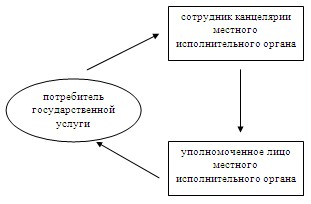 сотрудник канцелярии
местного
исполнительного органа
потребитель
государственной
услуги
уполномоченное лицо
местного
исполнительного органа